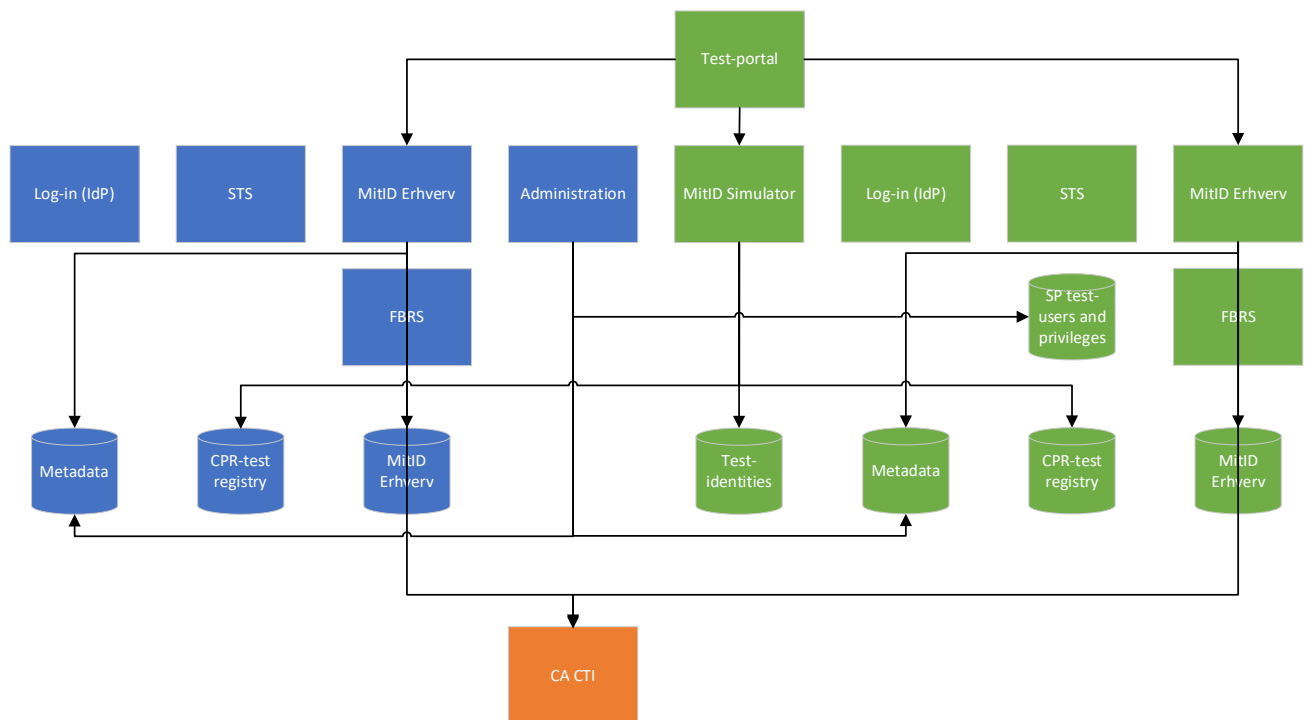 Test-portal
Log-in (IdP)
STS
MitID Erhverv
Administration
MitID Simulator
Log-in (IdP)
STS
MitID Erhverv
FBRS
SP test-
users and
privileges
FBRS
Metadata
CPR-test
registry
MitID
Erhverv
Test-
identities
Metadata
CPR-test
registry
MitID
Erhverv
CA CTI